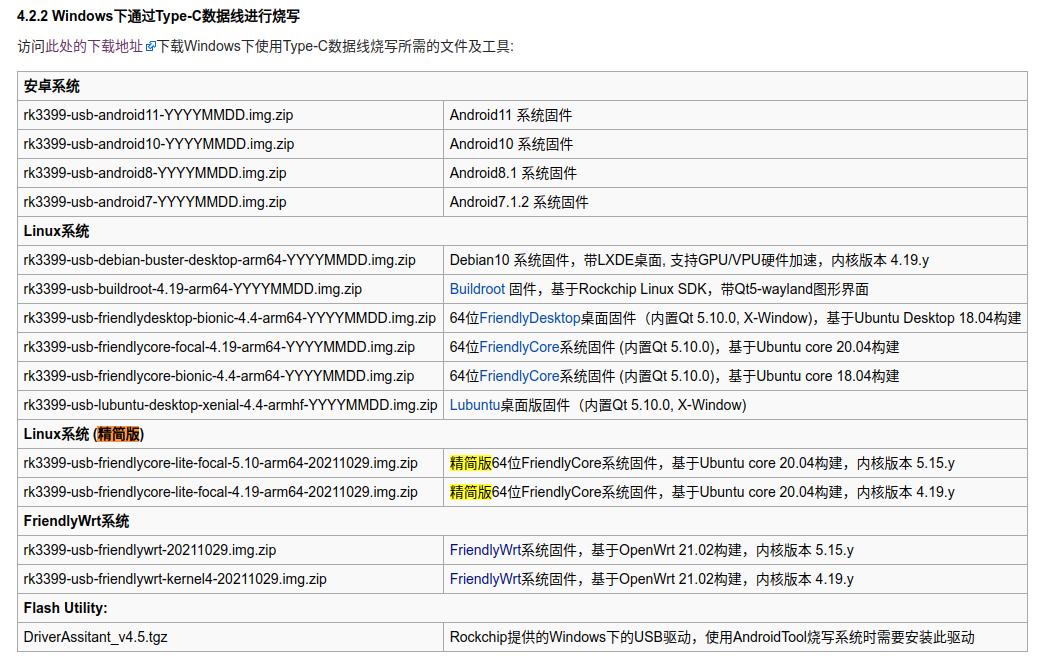 4.2.2 Windows下通过Type-C数据线进行烧写
访问此处的下载地址下载Windows下使用Type-C数据线烧写所需的文件及工具:
安卓系统
rk3399-usb-android11-YYYYMMDD.img.zip Android11 系统固件
rk3399-usb-android10-YYYYMMDD.img.zip Android10 系统固件
rk3399-usb-android8-YYYYMMDD.img.zip Android8.1 系统固件
rk3399-usb-android7-YYYYMMDD.img.zip Android7.1.2 系统固件
Linux系统
rk3399-usb-debian-buster-desktop-arm64-YYYYMMDD.img.zip Debian10 系统固件，带LXDE桌面, 支持GPU/VPU硬件加速，内核版本 4.19.y
rk3399-usb-buildroot-4.19-arm64-YYYYMMDD.img.zip Buildroot 固件，基于Rockchip Linux SDK，带Qt5-wayland图形界面
rk3399-usb-friendlydesktop-bionic-4.4-arm64-YYYYMMDD.img.zip 64位FriendlyDesktop桌面固件（内置Qt 5.10.0, X-Window)，基于Ubuntu Desktop 18.04构建
rk3399-usb-friendlycore-focal-4.19-arm64-YYYYMMDD.img.zip 64位FriendlyCore系统固件 (内置Qt 5.10.0)，基于Ubuntu core 20.04构建
rk3399-usb-friendlycore-bionic-4.4-arm64-YYYYMMDD.img.zip 64位FriendlyCore系统固件 (内置Qt 5.10.0)，基于Ubuntu core 18.04构建
rk3399-usb-lubuntu-desktop-xenial-4.4-armhf-YYYYMMDD.img.zip Lubuntu桌面版固件（内置Qt 5.10.0, X-Window)
Linux系统 (精简版)
rk3399-usb-friendlycore-lite-focal-5.10-arm64-20211029.img.zip 精简版64位FriendlyCore系统固件，基于Ubuntu core 20.04构建，内核版本 5.15.y
rk3399-usb-friendlycore-lite-focal-4.19-arm64-20211029.img.zip 精简版64位FriendlyCore系统固件，基于Ubuntu core 20.04构建，内核版本 4.19.y
FriendlyWrt系统
rk3399-usb-friendlywrt-20211029.img.zip FriendlyWrt系统固件，基于OpenWrt 21.02构建，内核版本 5.15.y
rk3399-usb-friendlywrt-kernel4-20211029.img.zip FriendlyWrt系统固件，基于OpenWrt 21.02构建，内核版本 4.19.y
Flash Utility:
DriverAssitant_v4.5.tgz Rockchip提供的Windows下的USB驱动，使用AndroidTool烧写系统时需要安装此驱动